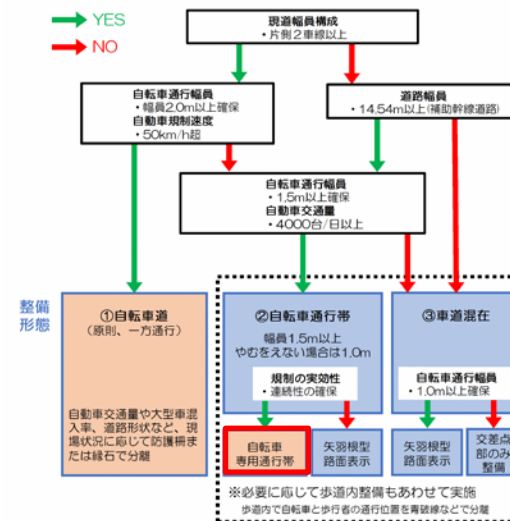 YES
NO
現道幅員構成
・片側2車線以上
自転車通行幅員
・幅員2.0m以上確保
自動車規制速度
・50km/h超
道路幅員
・14.54m以上(補助幹線道路)
自転車通行幅員
・1.5m以上確保
自動車交通量
・4000台/日以上
整備
形態
①自転車道
(原則、一方通行)
自動車交通量や大型車混
入率、道路形状など、現
場状況に応じて防護柵ま
たは縁石で分離
②自転車通行帯
幅員1.5m以上
やむをえない場合は1.0m
規制の実効性
・連続性の確保
自転車
専用通行帯
矢羽根型
路面表示
③車道混在
自転車通行幅員
・1.0m以上確保
矢羽根型
路面表示
交差点
部のみ
整備
※必要に応じて歩道内整備もあわせて実施
歩道内で自転車と歩行者の通行位置を青破線などで分離